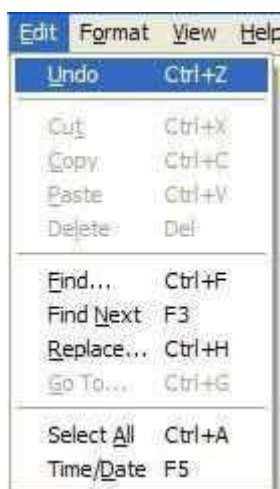 Edit Format View Help
Undo Ctrl+Z
Cut Ctrl+X
Copy Ctrl+C
Paste Ctrl+V
Delete Del
Find... Ctrl+F
Find Next F3
Replace... Ctrl+H
Go To... Ctrl+G
Select All Ctrl+A
Time/Date F5